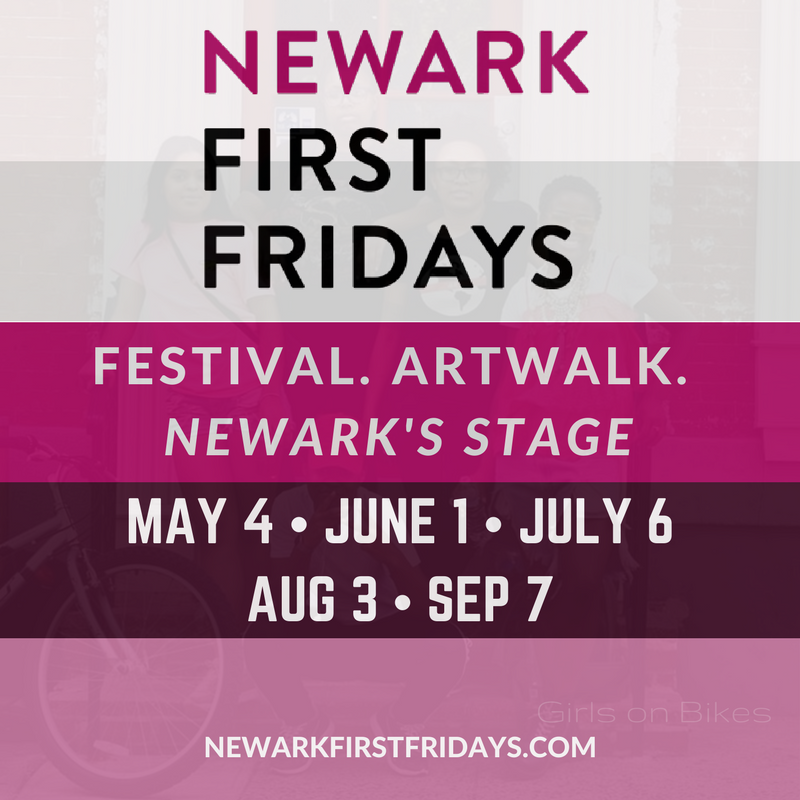 NEWARK
FIRST
FRIDAYS
FESTIVAL. ARTWALK.
NEWARK'S STAGE
MAY 4 • JUNE 1 • JULY 6
AUG 3 • SEP 7
Girls on Bikes
NEWARKFIRSTFRIDAYS.COM